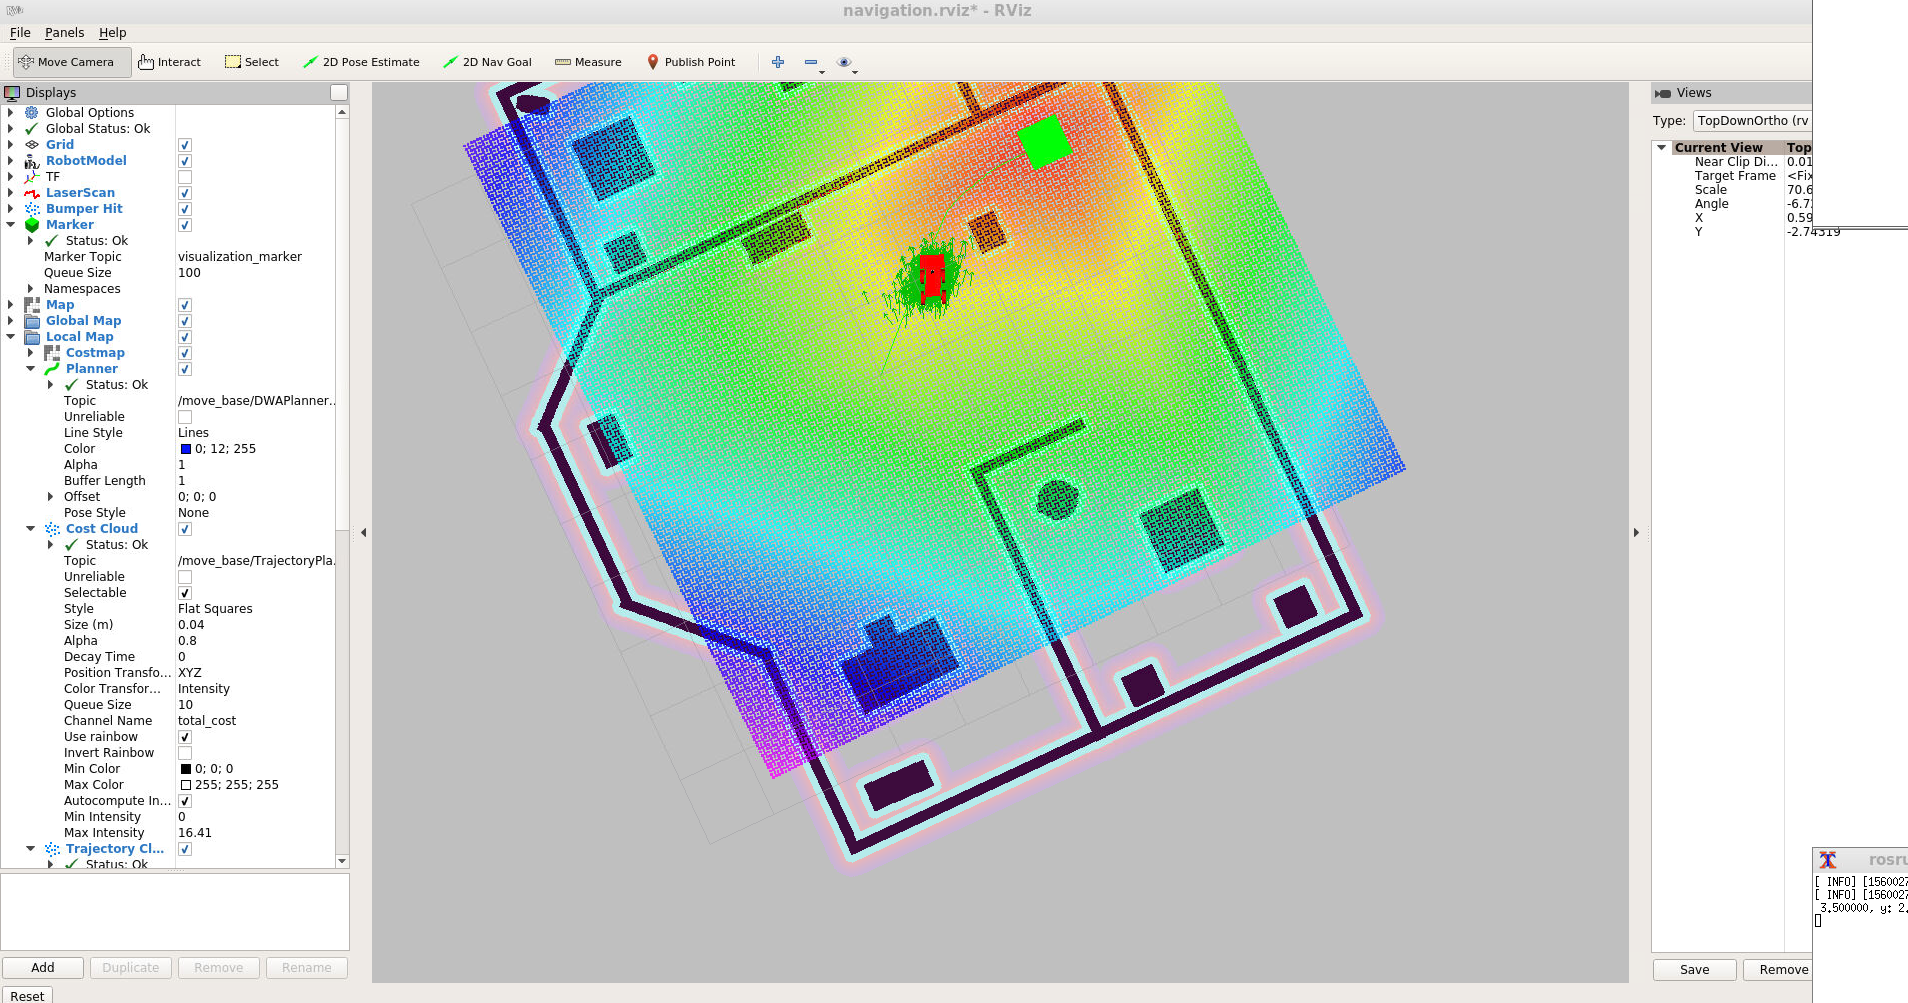 navigation.rviz* - RViz
File Panels Help
Move Camera Interact Select 2D Pose Estimate 2D Nav Goal Measure Publish Point
Displays
Global Options
Global Status: Ok
Grid
RobotModel
TF
LaserScan
Bumper Hit
Marker
Status: Ok
Marker Topic visualization_marker
Queue Size 100
Namespaces
Map
Global Map
Local Map
Costmap
Planner
Status: Ok
Topic /move_base/DWAPlanner...
Unreliable
Line Style Lines
Color 0; 12; 255
Alpha 1
Buffer Length 1
Offset 0; 0; 0
Pose Style None
Cost Cloud
Status: Ok
Topic /move_base/TrajectoryPla...
Unreliable
Selectable
Style Flat Squares
Size (m) 0.04
Alpha 0.8
Decay Time 0
Position Transfo... XYZ
Color Transfor... Intensity
Queue Size 10
Channel Name total_cost
Use rainbow
Invert Rainbow
Min Color 0; 0; 0
Max Color 255; 255; 255
Autocompute In...
Min Intensity 0
Max Intensity 16.41
Trajectory Cl...
Status: Ok
Add Duplicate Remove Rename
Reset
Views
Type: TopDownOrtho (rv
Current View Top
Near Clip Di... 0.01
Target Frame <Fix
Scale 70.6
Angle -6.7
X 0.59
Y -2.74319
Save Remove
rosru
[ INFO] [1560027
[ INFO] [1560027
3.500000, y: 2.